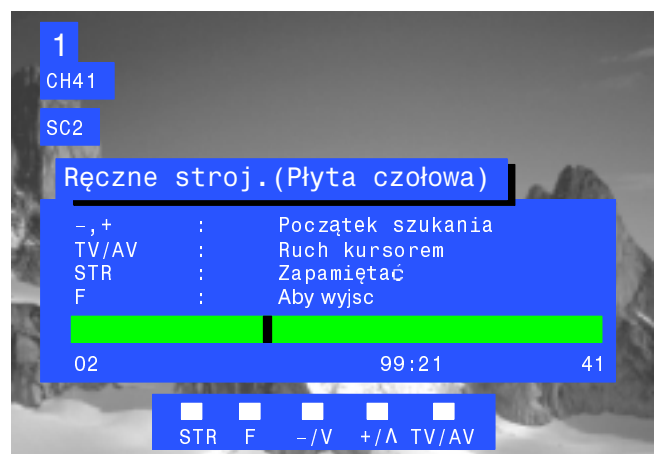 1
CH41
SC2
Ręczne stroj.(Płyta czołowa)
–,+ : Początek szukania
TV/AV : Ruch kursorem
STR : Zapamiętać
F : Aby wyjsc
02 99:21 41
STR F –/V +/Λ TV/AV